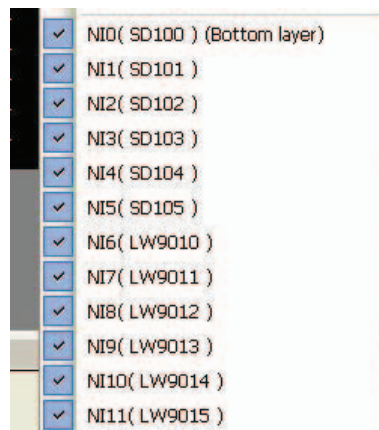 NI0( SD100 ) (Bottom layer)
NI1( SD101 )
NI2( SD102 )
NI3( SD103 )
NI4( SD104 )
NI5( SD105 )
NI6( LW9010 )
NI7( LW9011 )
NI8( LW9012 )
NI9( LW9013 )
NI10( LW9014 )
NI11( LW9015 )